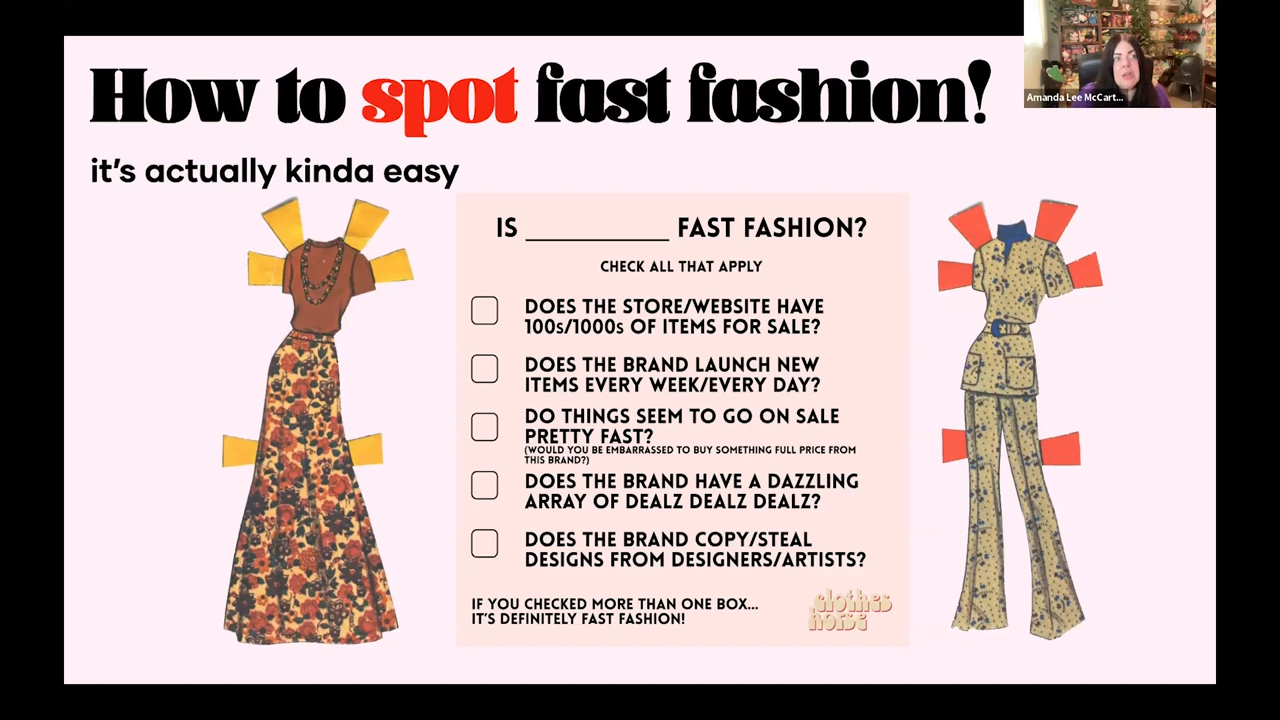 How to spot fast fashion!
Amanda Lee McCart...
it's actually kinda easy
IS ___________ FAST FASHION?
CHECK ALL THAT APPLY
DOES THE STORE/WEBSITE HAVE
100s/1000s OF ITEMS FOR SALE?
DOES THE BRAND LAUNCH NEW
ITEMS EVERY WEEK/EVERY DAY?
DO THINGS SEEM TO GO ON SALE
PRETTY FAST?
(WOULD YOU BE EMBARRASSED TO BUY SOMETHING FULL PRICE FROM
THIS BRAND?)
DOES THE BRAND HAVE A DAZZLING
ARRAY OF DEALZ DEALZ DEALZ?
DOES THE BRAND COPY/STEAL
DESIGNS FROM DESIGNERS/ARTISTS?
IF YOU CHECKED MORE THAN ONE BOX...
IT'S DEFINITELY FAST FASHION!
clothes
horse